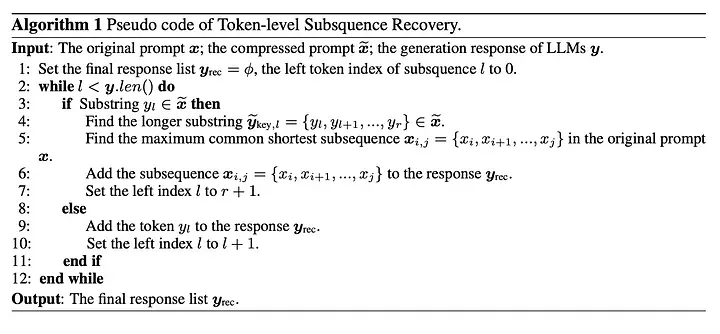 Algorithm 1 Pseudo code of Token-level Subsquence Recovery.
Input: The original prompt x; the compressed prompt x̃; the generation response of LLMs y.
1: Set the final response list y_rec = ϕ, the left token index of subsquence l to 0.
2: while l < y.len() do
3: if Substring y_l ∈ x̃ then
4: Find the longer substring ỹ_key,l = {y_l, y_l+1, ..., y_r} ∈ x̃.
5: Find the maximum common shortest subsequence x_i,j = {x_i, x_i+1, ..., x_j} in the original prompt
x.
6: Add the subsequence x_i,j = {x_i, x_i+1, ..., x_j} to the response y_rec.
7: Set the left index l to r + 1.
8: else
9: Add the token y_l to the response y_rec.
10: Set the left index l to l + 1.
11: end if
12: end while
Output: The final response list y_rec.